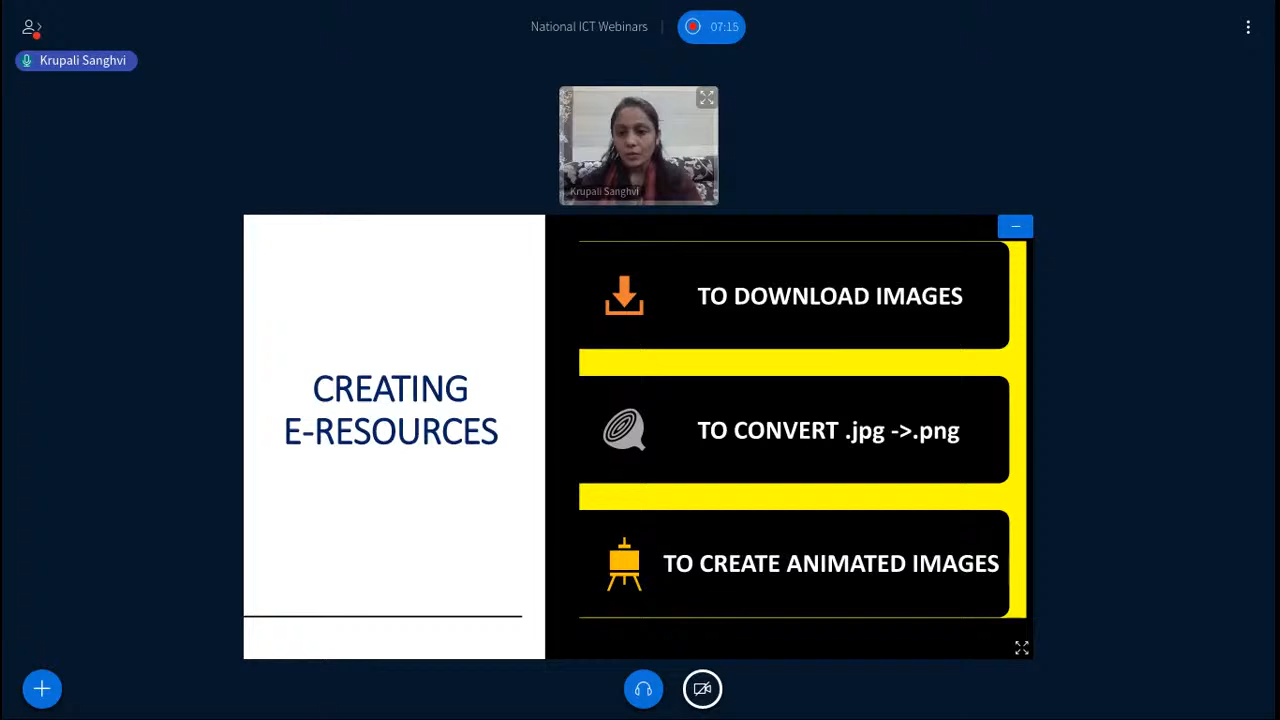 National ICT Webinars
07:15
Krupali Sanghvi
Krupali Sanghvi
CREATING
E-RESOURCES
TO DOWNLOAD IMAGES
TO CONVERT .jpg ->.png
TO CREATE ANIMATED IMAGES